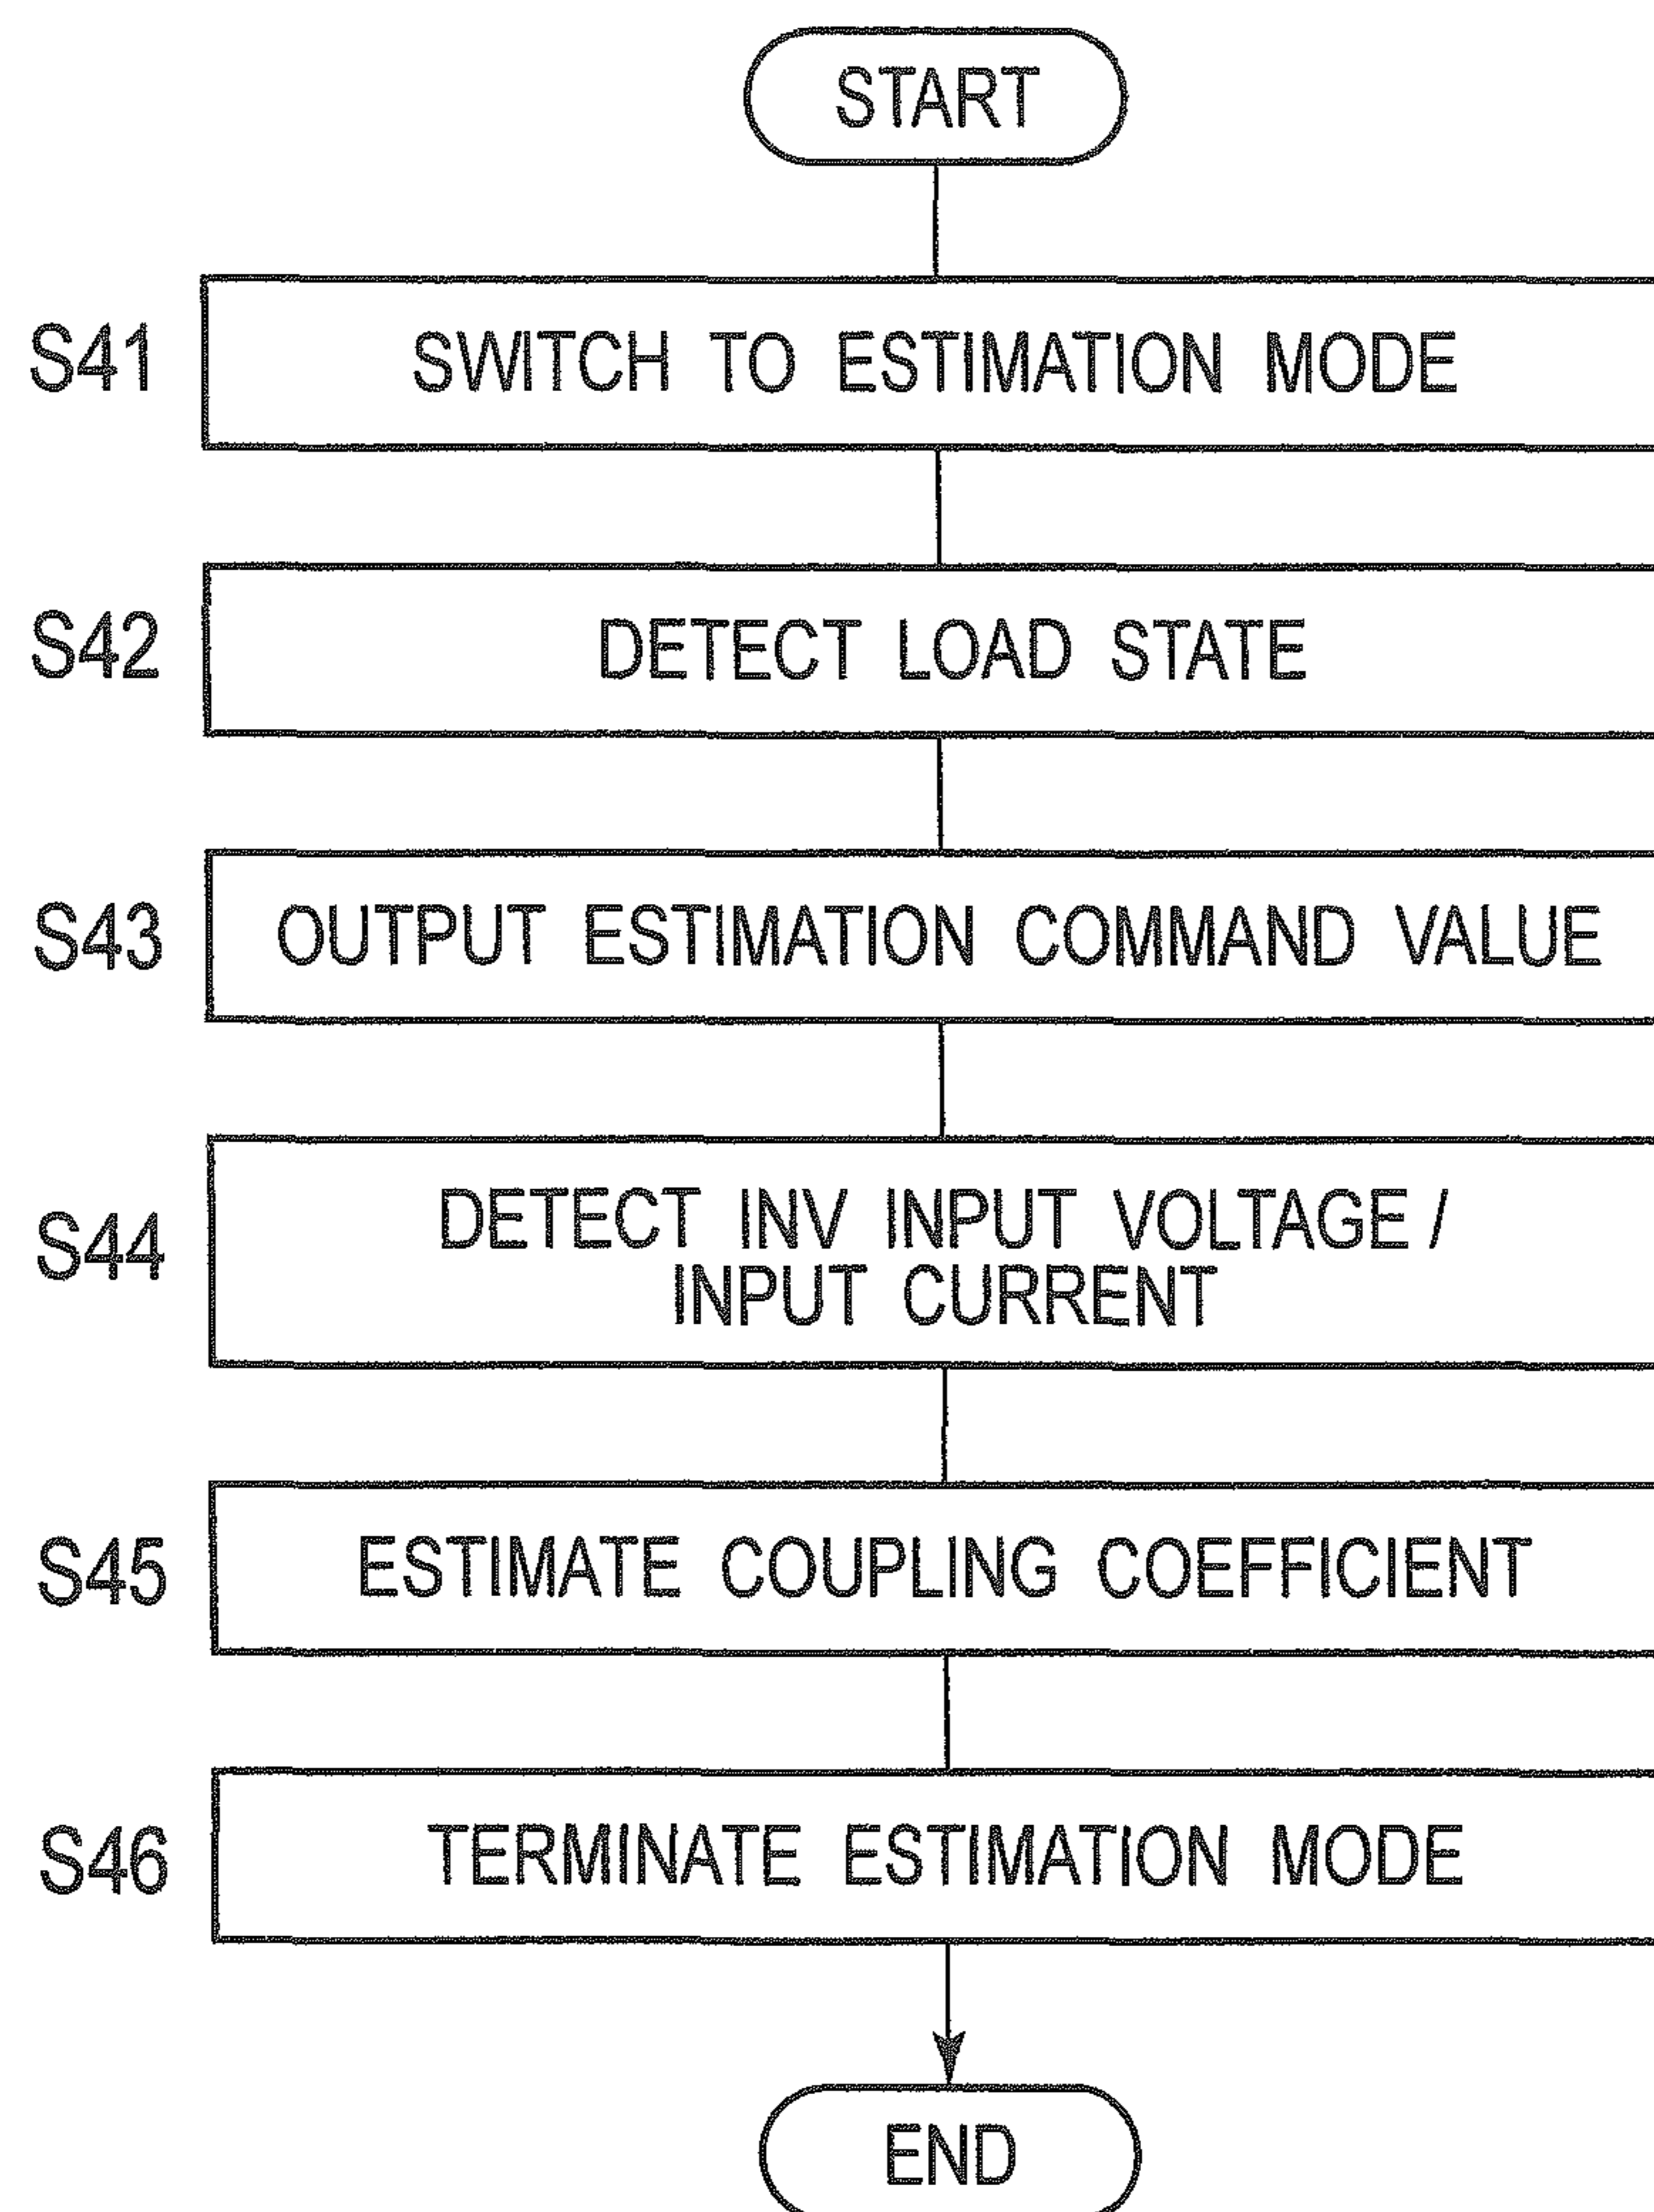 START
S41 SWITCH TO ESTIMATION MODE
S42 DETECT LOAD STATE
S43 OUTPUT ESTIMATION COMMAND VALUE
S44 DETECT INV INPUT VOLTAGE /
INPUT CURRENT
S45 ESTIMATE COUPLING COEFFICIENT
S46 TERMINATE ESTIMATION MODE
END